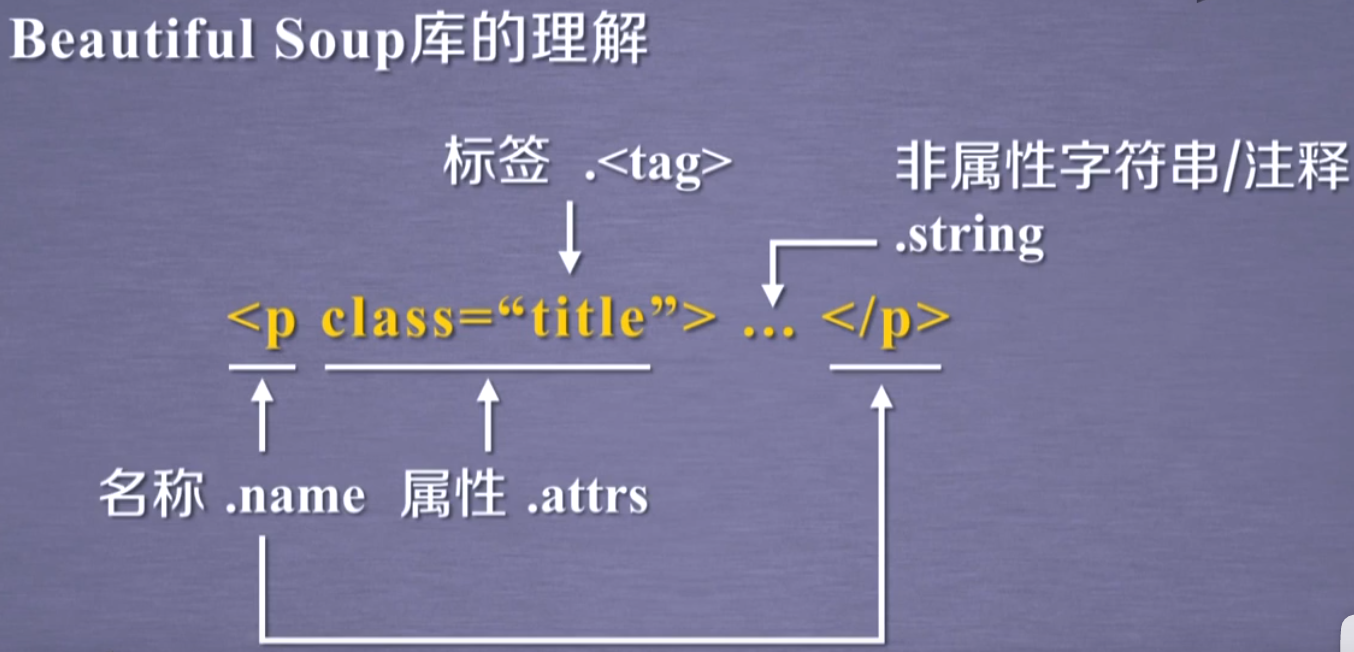 Beautiful Soup库的理解
标签 .<tag>
非属性字符串/注释
.string
<p class=“title”> … </p>
名称 .name 属性 .attrs